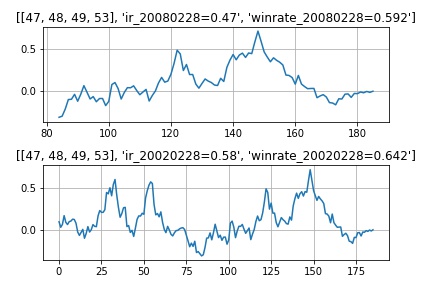 [[47, 48, 49, 53], 'ir_20080228=0.47', 'winrate_20080228=0.592']
0.5
0.0
80 100 120 140 160 180
[[47, 48, 49, 53], 'ir_20020228=0.58', 'winrate_20020228=0.642']
0.5
0.0
0 25 50 75 100 125 150 175